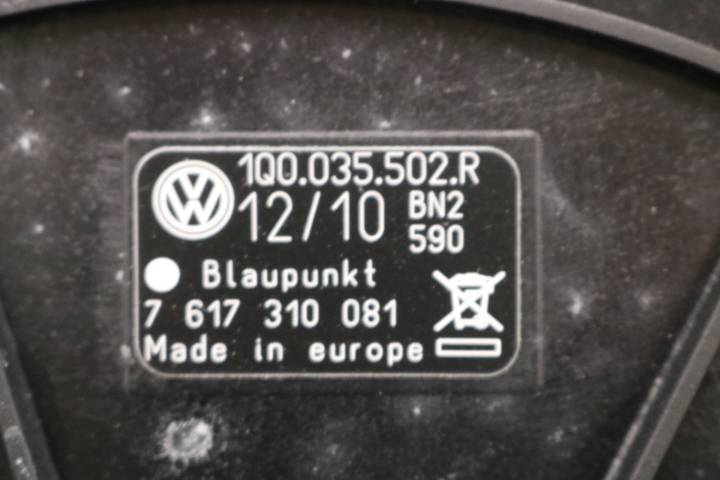 1Q0.035.502.R
12/10 BN2
590
Blaupunkt
7 617 310 081
Made in europe